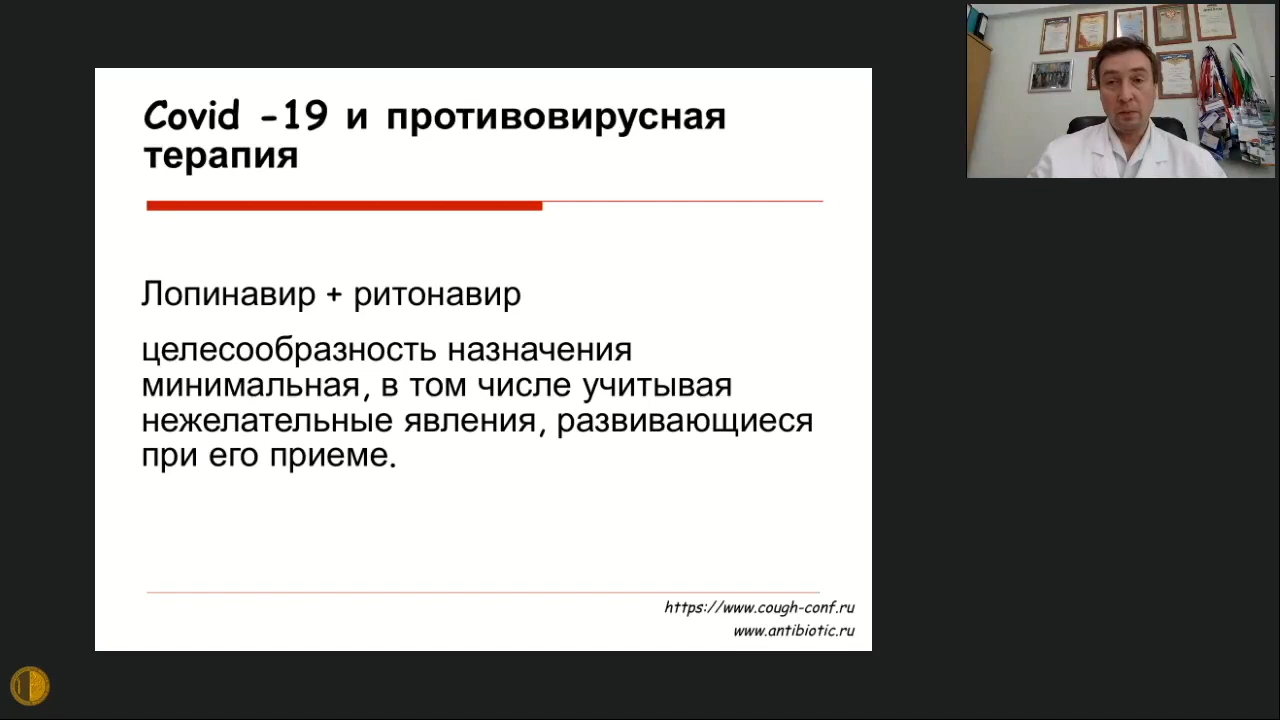 Covid -19 и противовирусная
терапия
Лопинавир + ритонавир
целесообразность назначения
минимальная, в том числе учитывая
нежелательные явления, развивающиеся
при его приеме.
https://www.cough-conf.ru
www.antibiotic.ru